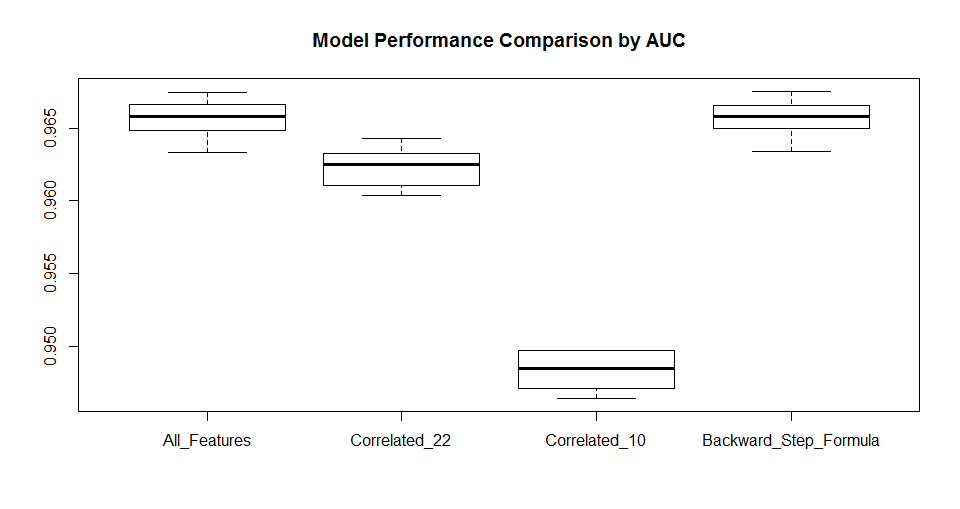 Model Performance Comparison by AUC
0.965
0.960
0.955
0.950
All_Features
Correlated_22
Correlated_10
Backward_Step_Formula